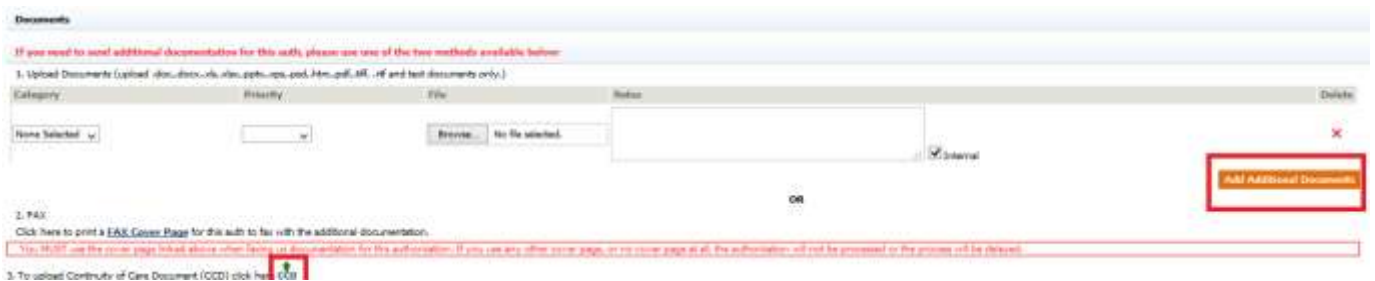 Documents
If you need to send additional documentation for this auth, please use one of the two methods available below:
1. Upload Documents (upload .doc,.docx,.xls,.xlsx,.pptx,.xps,.psd,.htm,.pdf,.tiff, .rtf and text documents only.)
Category Priority File Notes Delete
None Selected Browse... No file selected. Internal
Add Additional Documents
OR
2. FAX
Click here to print a FAX Cover Page for this auth to fax with the additional documentation.
You MUST use the cover page linked above when faxing us documentation for this authorization. If you use any other cover page, or no cover page at all, the authorization will not be processed or the process will be delayed.
3. To upload Continuity of Care Document (CCD) click here CCD